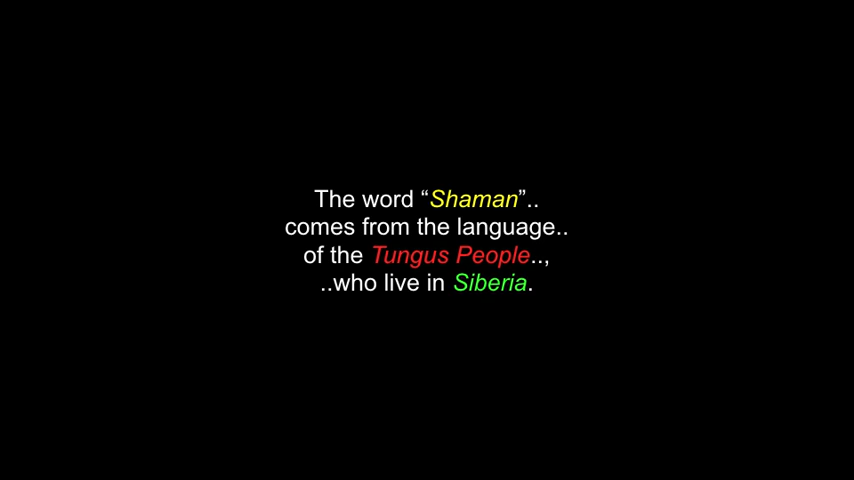 The word “Shaman”..
comes from the language..
of the Tungus People..,
..who live in Siberia.